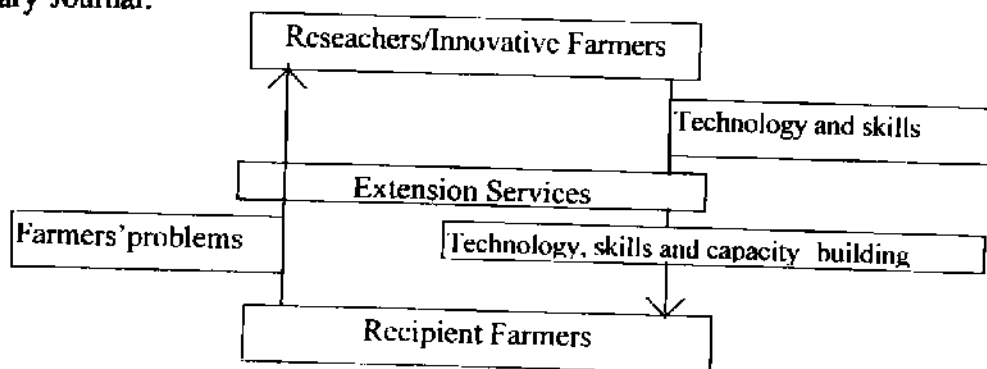 ary Journal.
Reseachers/Innovative Farmers
Technology and skills
Extension Services
Farmers'problems
Technology, skills and capacity building
Recipient Farmers